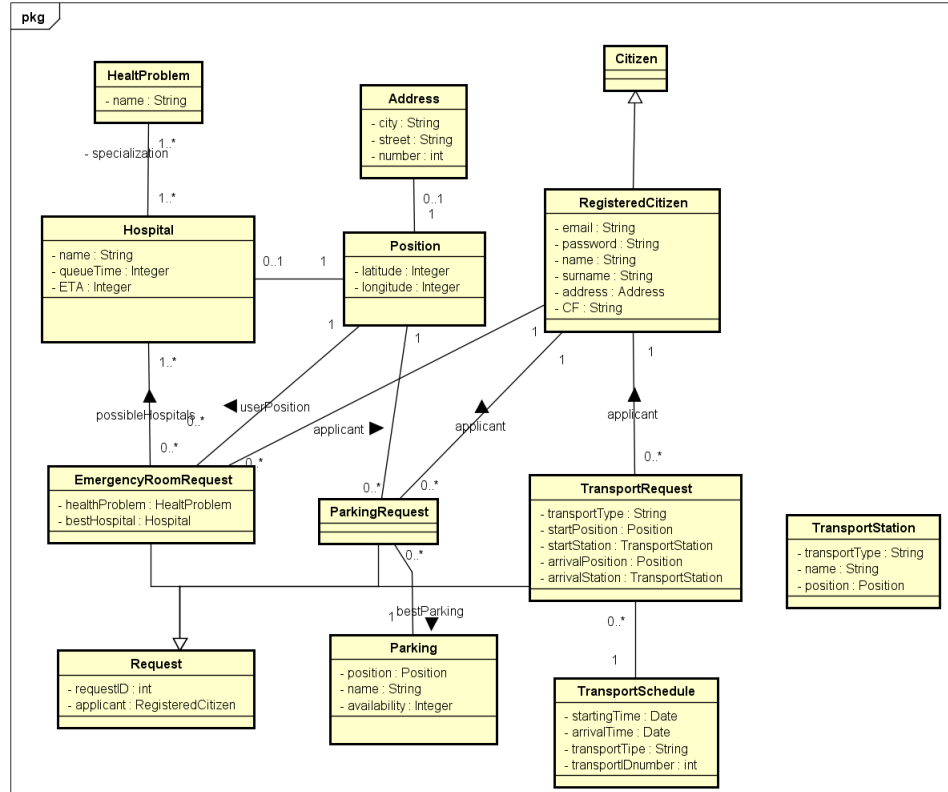 pkg
HealtProblem
- name : String
1..*
- specialization
1..*
Address
- city : String
- street : String
- number : int
0..1
1
Citizen
Hospital
- name : String
- queueTime : Integer
- ETA : Integer
0..1
1
Position
- latitude : Integer
- longitude : Integer
RegisteredCitizen
- email : String
- password : String
- name : String
- surname : String
- address : Address
- CF : String
1
1
1
1
1
1..*
possibleHospitals
0..*
userPosition
0..*
applicant
applicant
applicant
0..*
0..*
0..*
0..*
0..*
EmergencyRoomRequest
- healthProblem : HealtProblem
- bestHospital : Hospital
ParkingRequest
TransportRequest
- transportType : String
- startPosition : Position
- startStation : TransportStation
- arrivalPosition : Position
- arrivalStation : TransportStation
TransportStation
- transportType : String
- name : String
- position : Position
0..*
bestParking
1
0..*
1
Request
- requestID : int
- applicant : RegisteredCitizen
Parking
- position : Position
- name : String
- availability : Integer
TransportSchedule
- startingTime : Date
- arrivalTime : Date
- transportTipe : String
- transportIDnumber : int